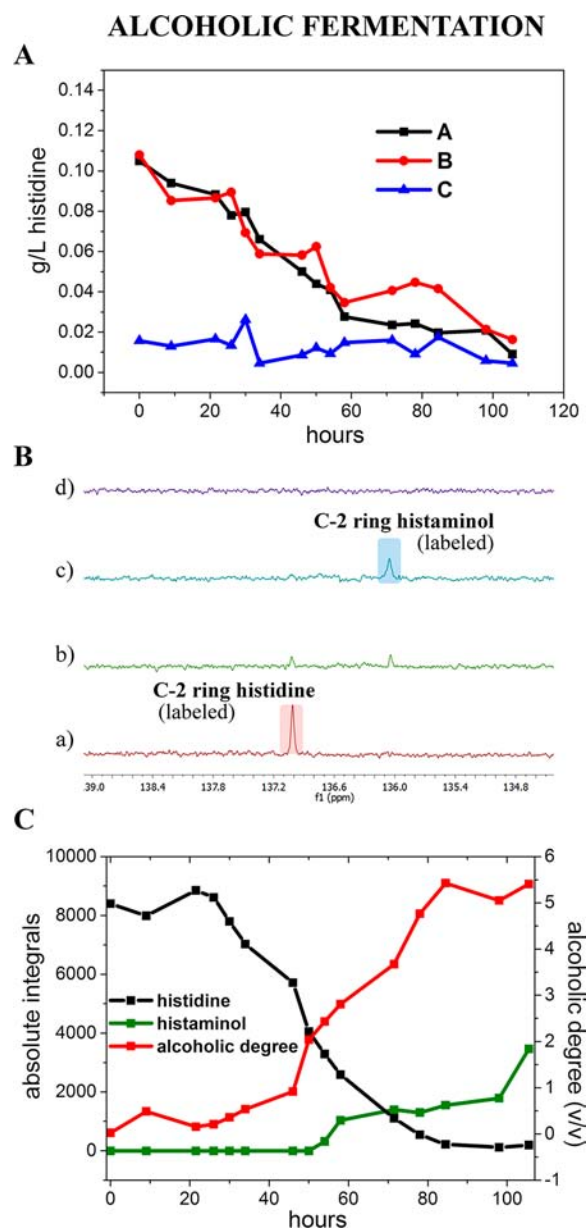 ALCOHOLIC FERMENTATION
A
g/L histidine
0.14
0.12
0.10
0.08
0.06
0.04
0.02
0.00
A
B
C
0 20 40 60 80 100 120
hours
B
d)
C-2 ring histaminol
(labeled)
c)
b)
C-2 ring histidine
(labeled)
a)
39.0 138.4 137.8 137.2 136.6 136.0 135.4 134.8
f1 (ppm)
C
absolute integrals
10000
8000
6000
4000
2000
0
histidine
histaminol
alcoholic degree
6
5
4
3
2
1
0
-1
alcoholic degree (v/v)
0 20 40 60 80 100
hours